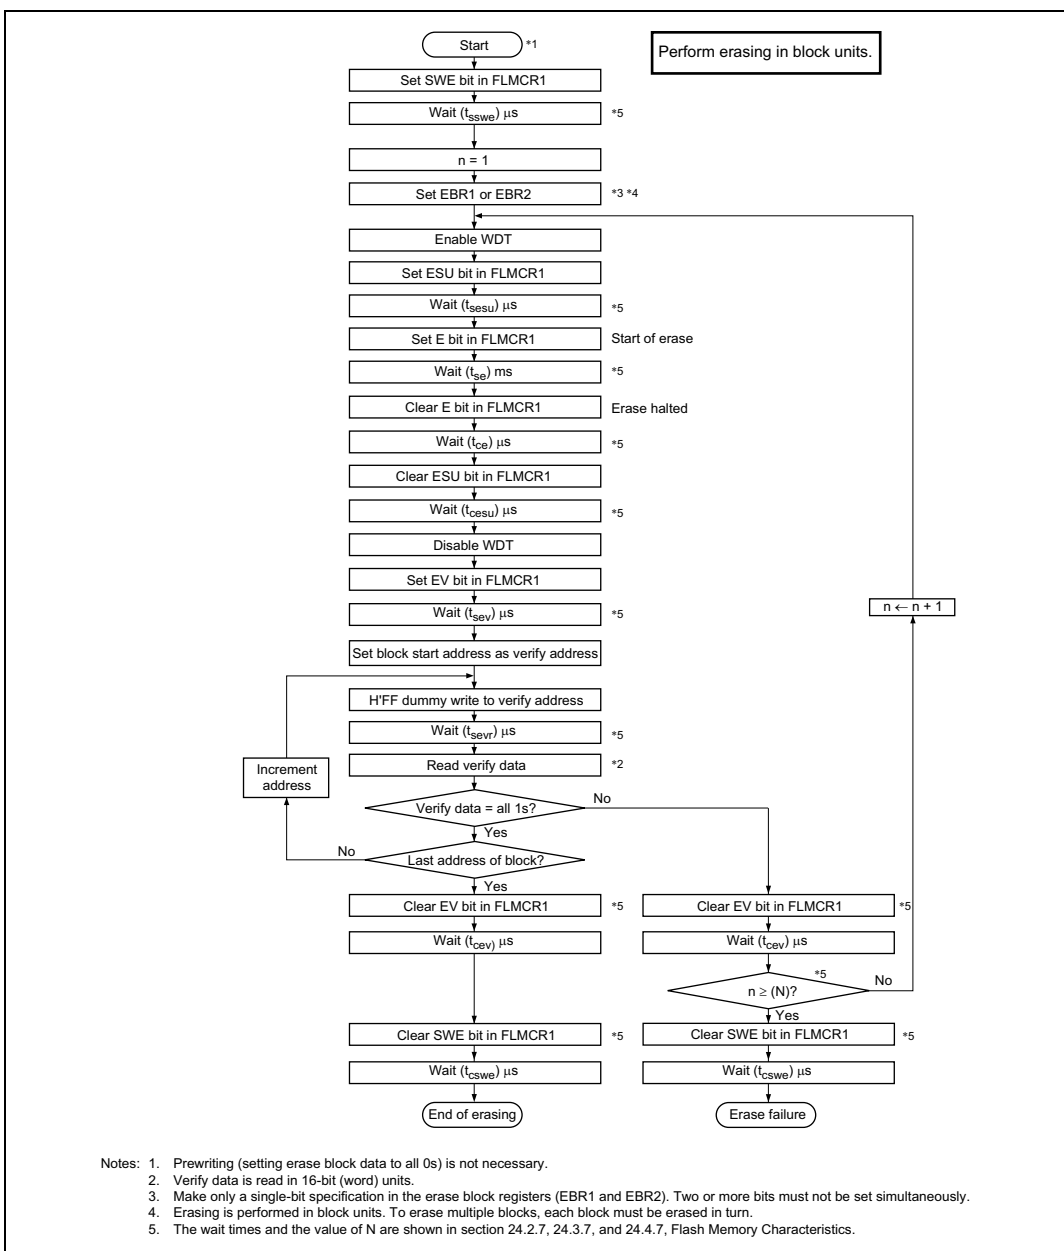 Start *1
Perform erasing in block units.
Set SWE bit in FLMCR1
Wait (tsswe) μs *5
n = 1
Set EBR1 or EBR2 *3 *4
Enable WDT
Set ESU bit in FLMCR1
Wait (tsesu) μs *5
Set E bit in FLMCR1 Start of erase
Wait (tse) ms *5
Clear E bit in FLMCR1 Erase halted
Wait (tce) μs *5
Clear ESU bit in FLMCR1
Wait (tcesu) μs *5
Disable WDT
Set EV bit in FLMCR1
n ← n + 1
Wait (tsev) μs *5
Set block start address as verify address
H'FF dummy write to verify address
Wait (tsevr) μs *5
Increment
address
Read verify data *2
Verify data = all 1s?
No
Yes
No
Last address of block?
Yes
Clear EV bit in FLMCR1 *5
Clear EV bit in FLMCR1 *5
Wait (tcev) μs
Wait (tcev) μs
*5
n ≥ (N)?
No
Yes
Clear SWE bit in FLMCR1 *5
Clear SWE bit in FLMCR1 *5
Wait (tcswe) μs
Wait (tcswe) μs
End of erasing
Erase failure
Notes: 1. Prewriting (setting erase block data to all 0s) is not necessary.
2. Verify data is read in 16-bit (word) units.
3. Make only a single-bit specification in the erase block registers (EBR1 and EBR2). Two or more bits must not be set simultaneously.
4. Erasing is performed in block units. To erase multiple blocks, each block must be erased in turn.
5. The wait times and the value of N are shown in section 24.2.7, 24.3.7, and 24.4.7, Flash Memory Characteristics.